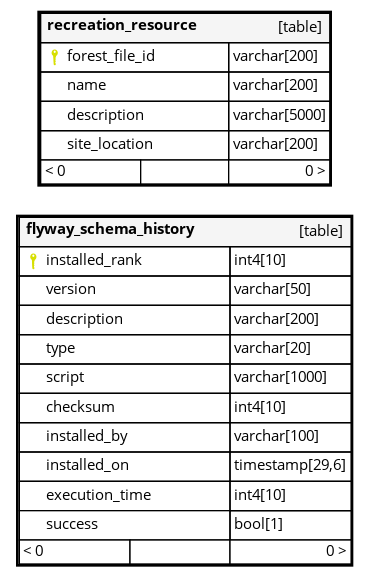 recreation_resource [table]
forest_file_id varchar[200]
name varchar[200]
description varchar[5000]
site_location varchar[200]
< 0 0 >
flyway_schema_history [table]
installed_rank int4[10]
version varchar[50]
description varchar[200]
type varchar[20]
script varchar[1000]
checksum int4[10]
installed_by varchar[100]
installed_on timestamp[29,6]
execution_time int4[10]
success bool[1]
< 0 0 >